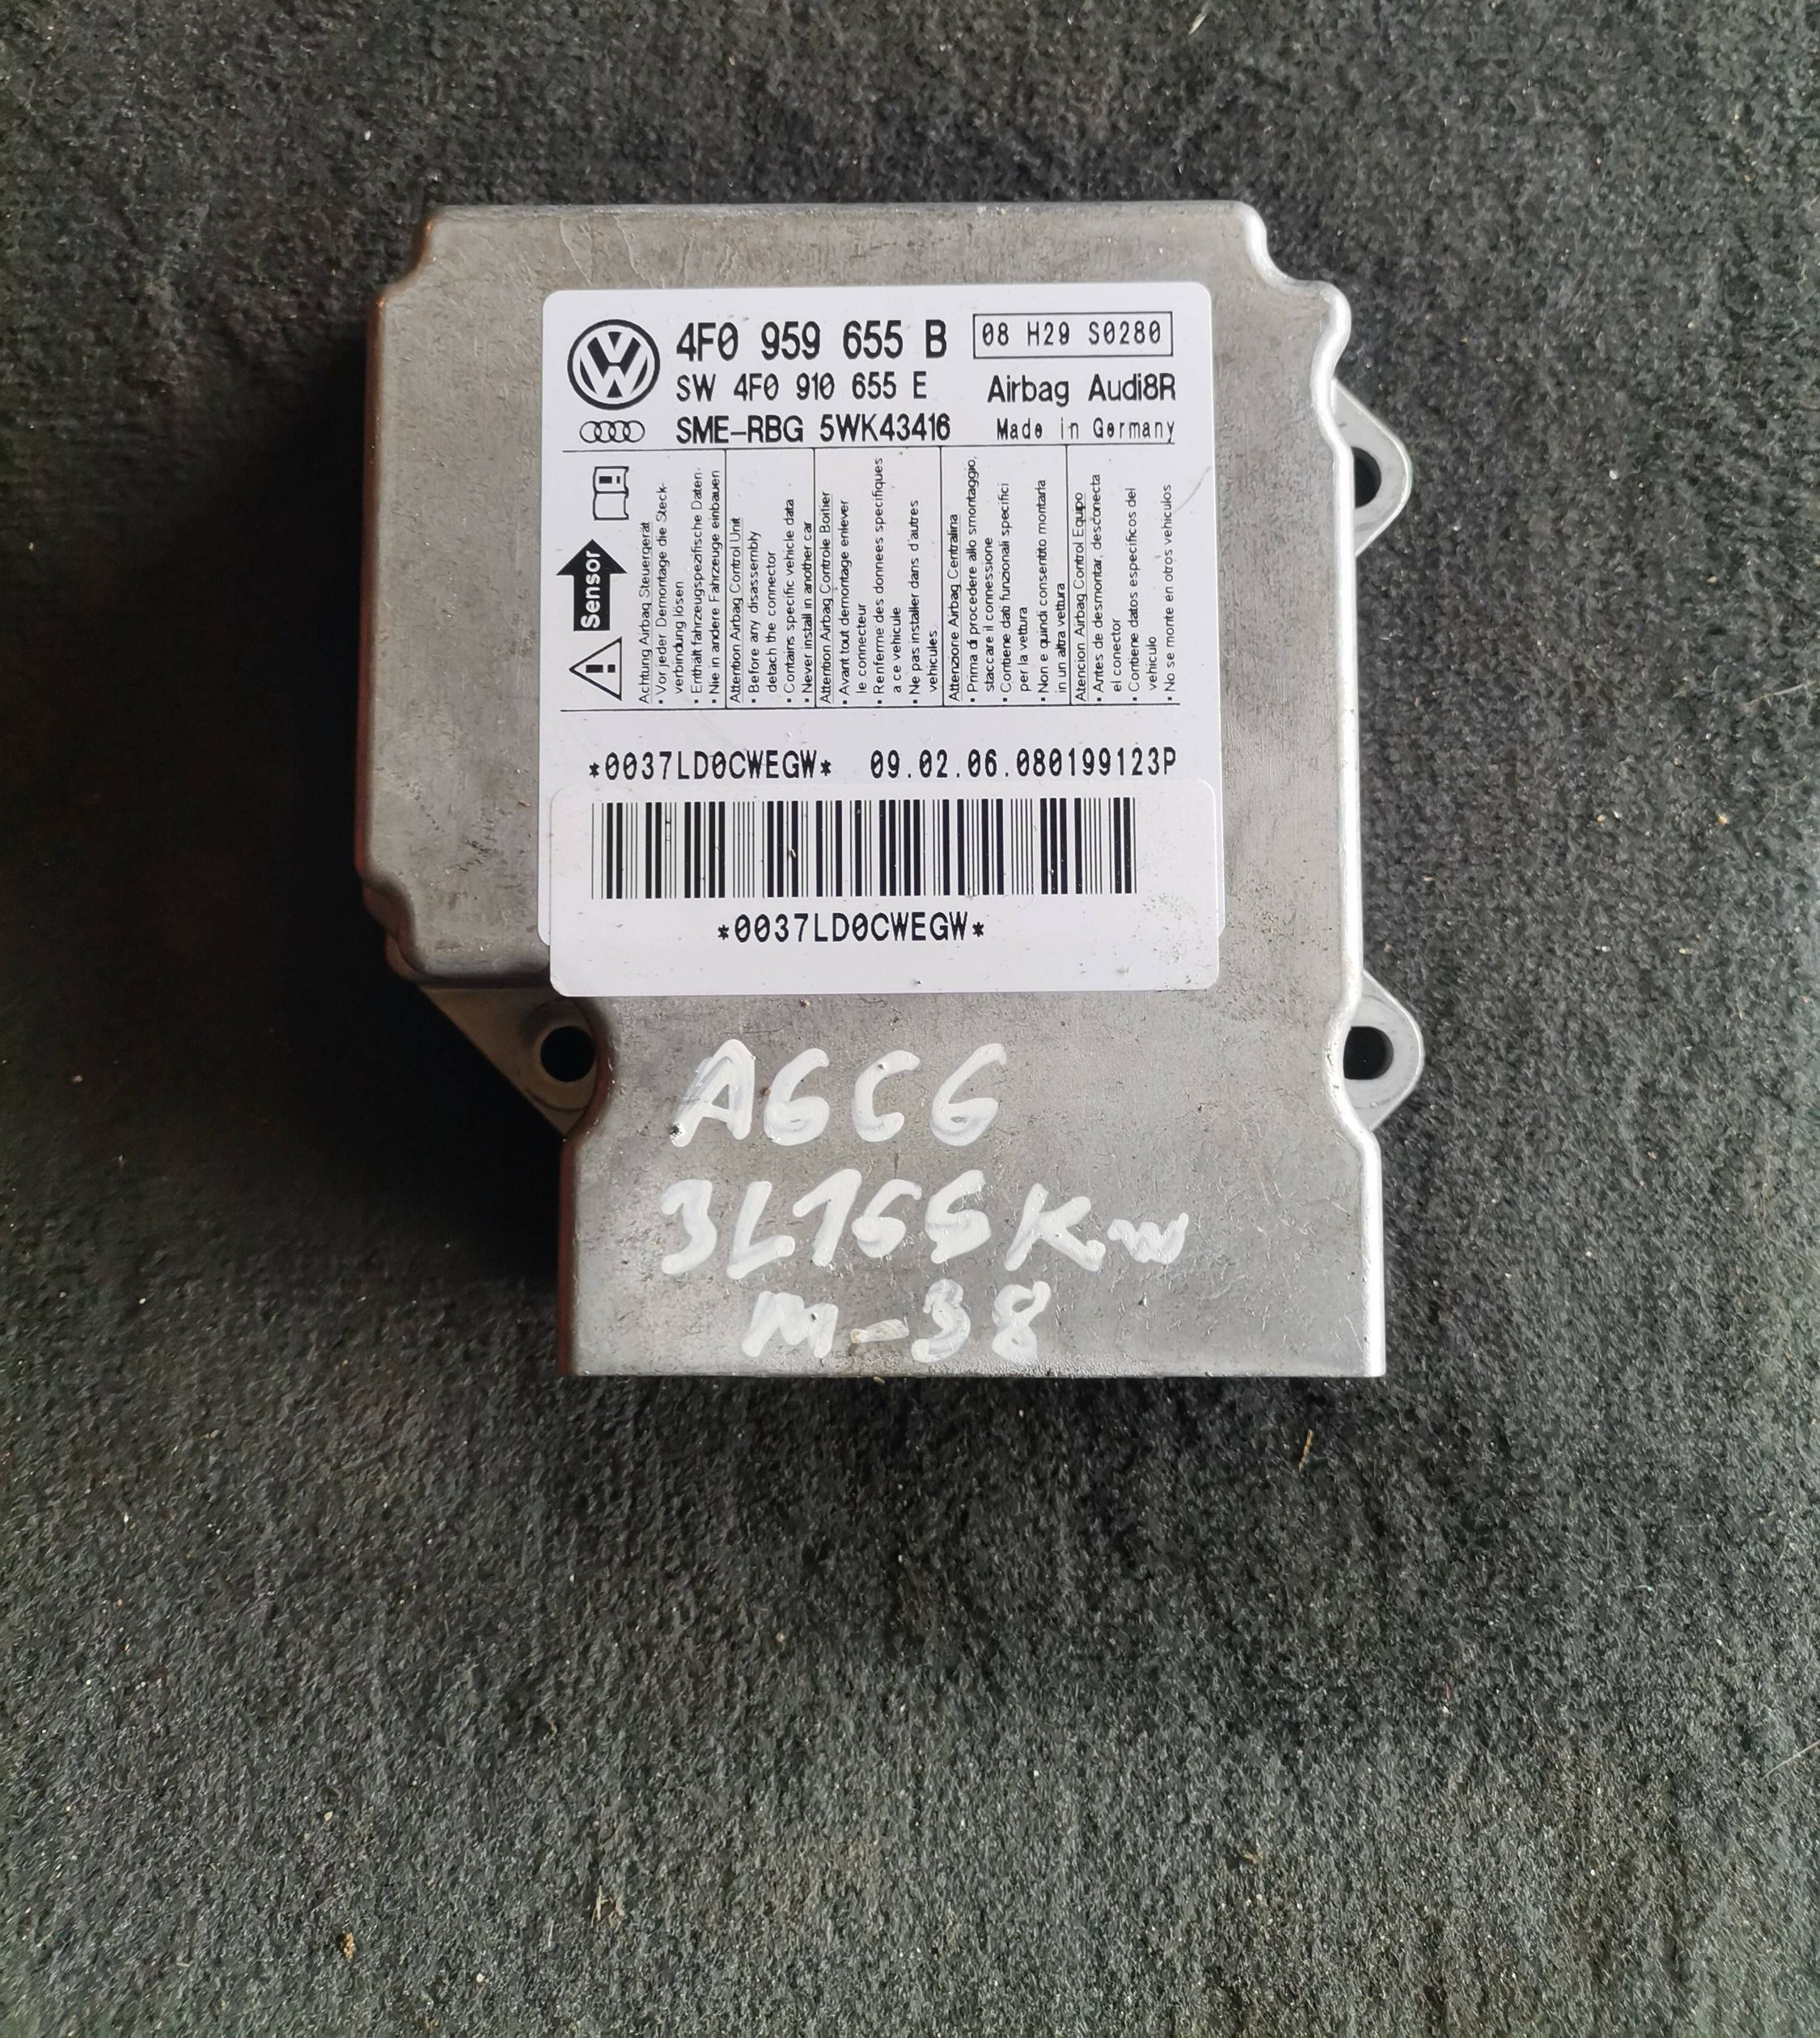 4F0 959 655 B
08 H29 S0280
SW 4F0 910 655 E
Airbag Audi8R
SME-RBG 5WK43416
Made in Germany
Sensor
Achtung Airbag Steuergerät
• Vor jeder Demontage die Steck-
verbindung lösen
• Enthält fahrzeugspezifische Daten
• Nie in andere Fahrzeuge einbauen
Attention Airbag Control Unit
• Before any disassembly
detach the connector
• Contains specific vehicle data
• Never install in another car
Attention Airbag Controle Boitier
• Avant tout demontage enlever
le connecteur
• Renferme des donnees specifiques
a ce vehicule
• Ne pas installer dans d'autres
vehicules
Attenzione Airbag Centralina
• Prima di procedere allo smontaggio,
staccare il connessione
• Contiene dati funzionali specifici
per la vettura
• Non e quindi consentito montarla
in un altra vettura
Atencion Airbag Control Equipo
• Antes de desmontar, desconecta
el conector
• Contiene datos especificos del
vehiculo
• No se monte en otros vehiculos
*0037LD0CWEGW* 09.02.06.080199123P
*0037LD0CWEGW*
A6C6
3L165Kw
M-38